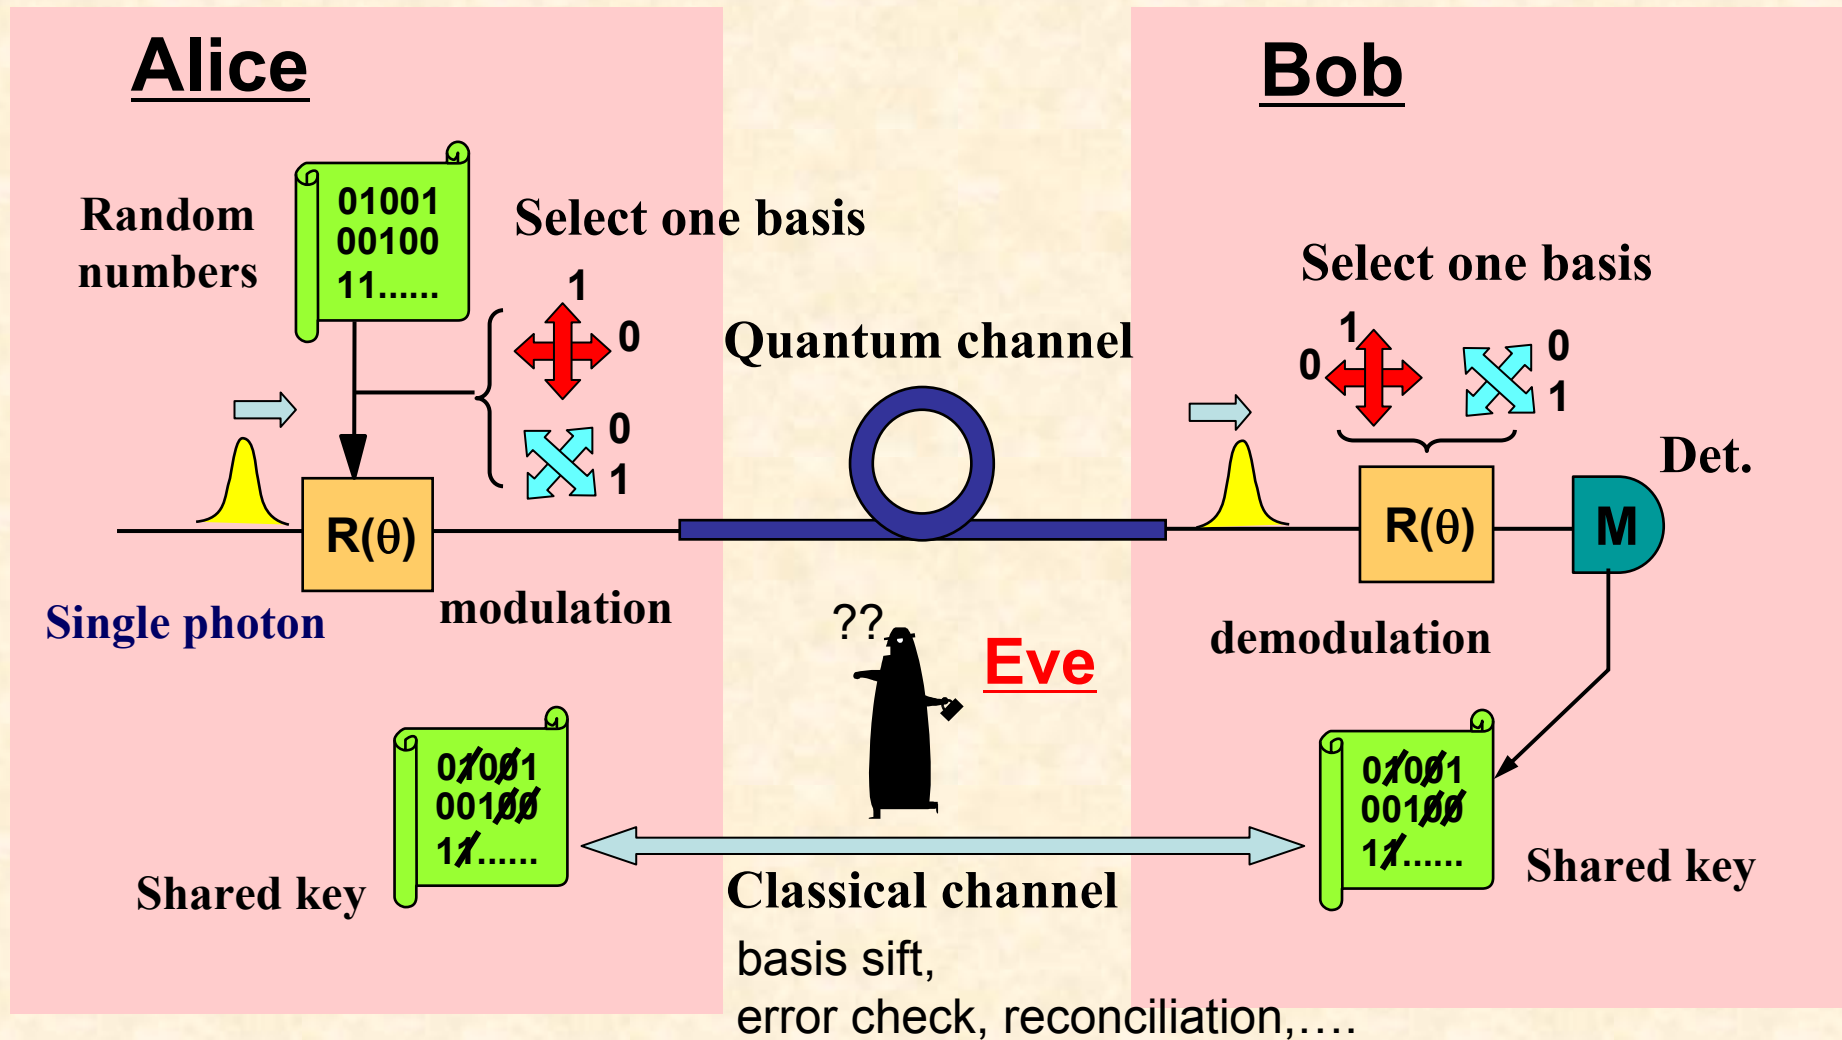 Alice
Bob
Random
numbers
01001
00100
11......
Select one basis
1
0
0
1
Select one basis
1
0
0
1
Quantum channel
Det.
R(θ)
R(θ)
M
Single photon
modulation
demodulation
??
Eve
01001
00100
11......
Shared key
01001
00100
11......
Shared key
Classical channel
basis sift,
error check, reconciliation,....